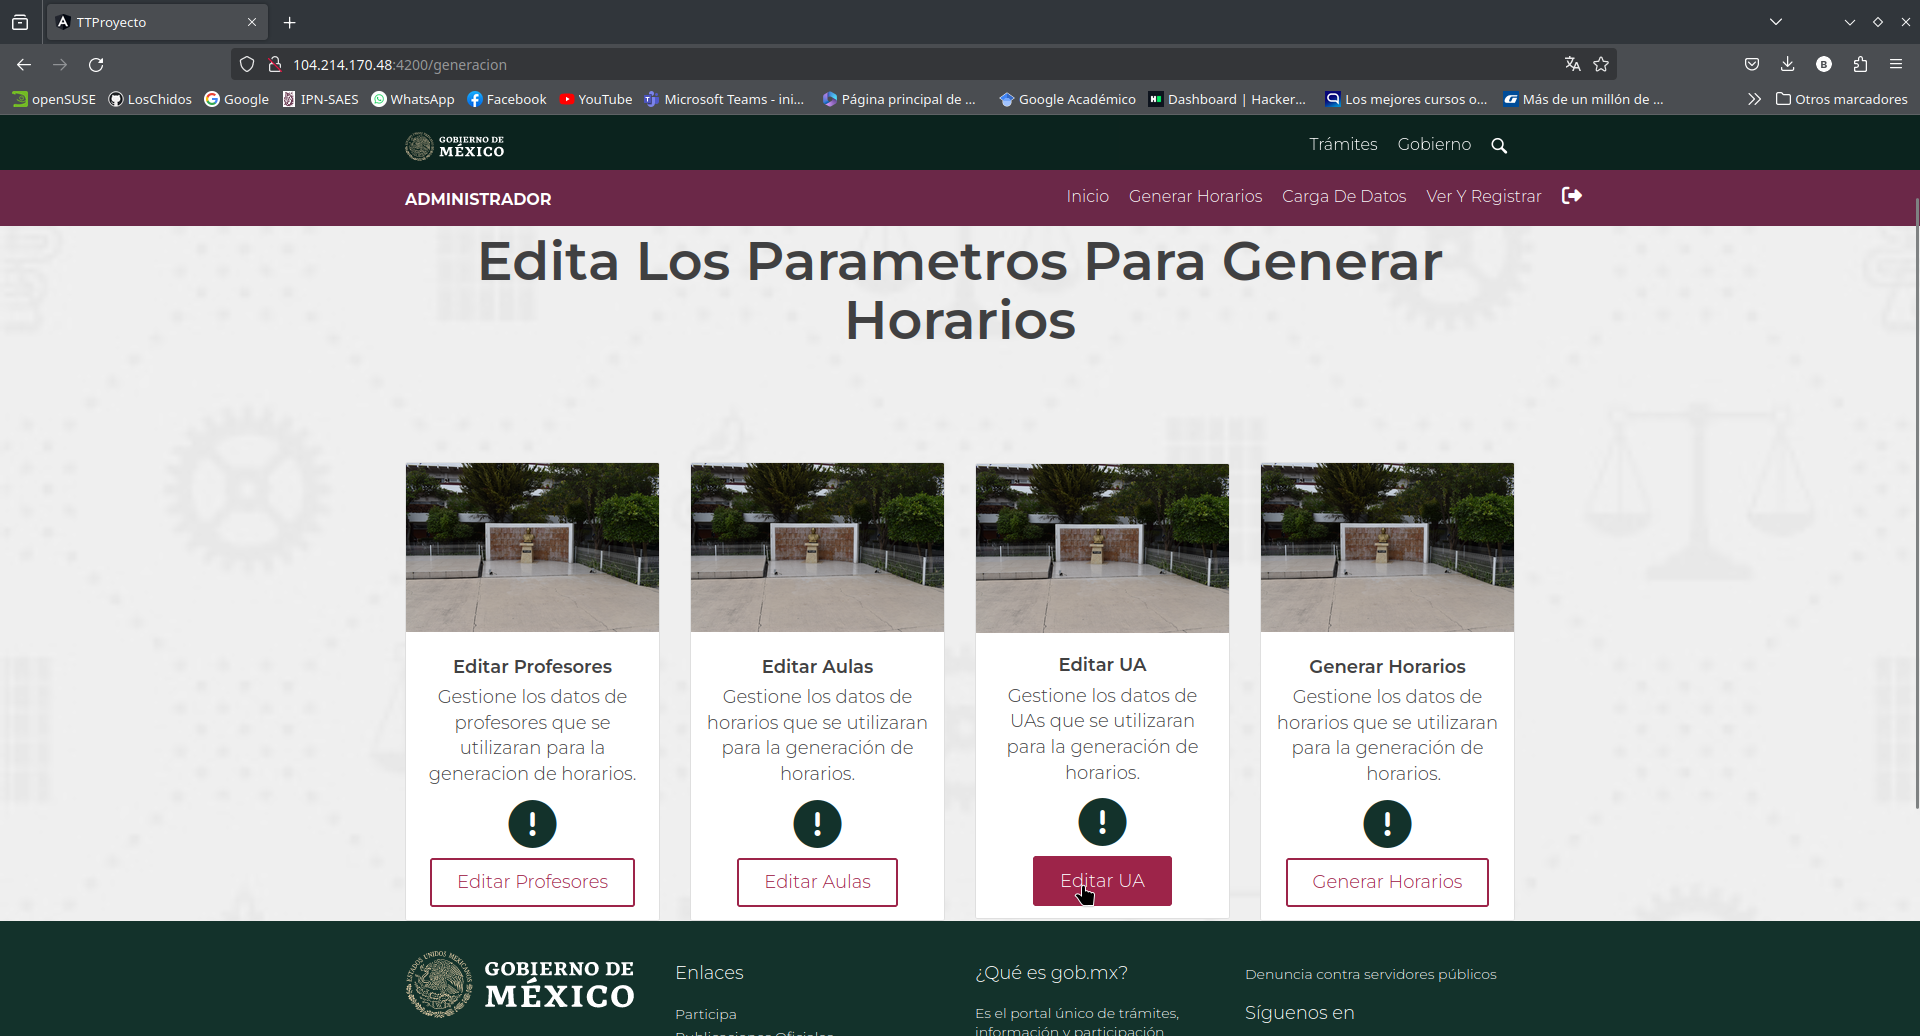 TTProyecto
104.214.170.48:4200/generacion
openSUSE
LosChidos
Google
IPN-SAES
WhatsApp
Facebook
YouTube
Microsoft Teams - ini...
Página principal de ...
Google Académico
Dashboard | Hacker...
Los mejores cursos o...
Más de un millón de ...
Otros marcadores
GOBIERNO DE
MÉXICO
Trámites
Gobierno
ADMINISTRADOR
Inicio
Generar Horarios
Carga De Datos
Ver Y Registrar
Edita Los Parametros Para Generar
Horarios
Editar Profesores
Gestione los datos de
profesores que se
utilizaran para la
generacion de horarios.
Editar Profesores
Editar Aulas
Gestione los datos de
horarios que se utilizaran
para la generación de
horarios.
Editar Aulas
Editar UA
Gestione los datos de
UAs que se utilizaran
para la generación de
horarios.
Editar UA
Generar Horarios
Gestione los datos de
horarios que se utilizaran
para la generación de
horarios.
Generar Horarios
GOBIERNO DE
MÉXICO
Enlaces
Participa
Publicaciones Oficiales
¿Qué es gob.mx?
Es el portal único de trámites,
información y participación
Denuncia contra servidores públicos
Síguenos en